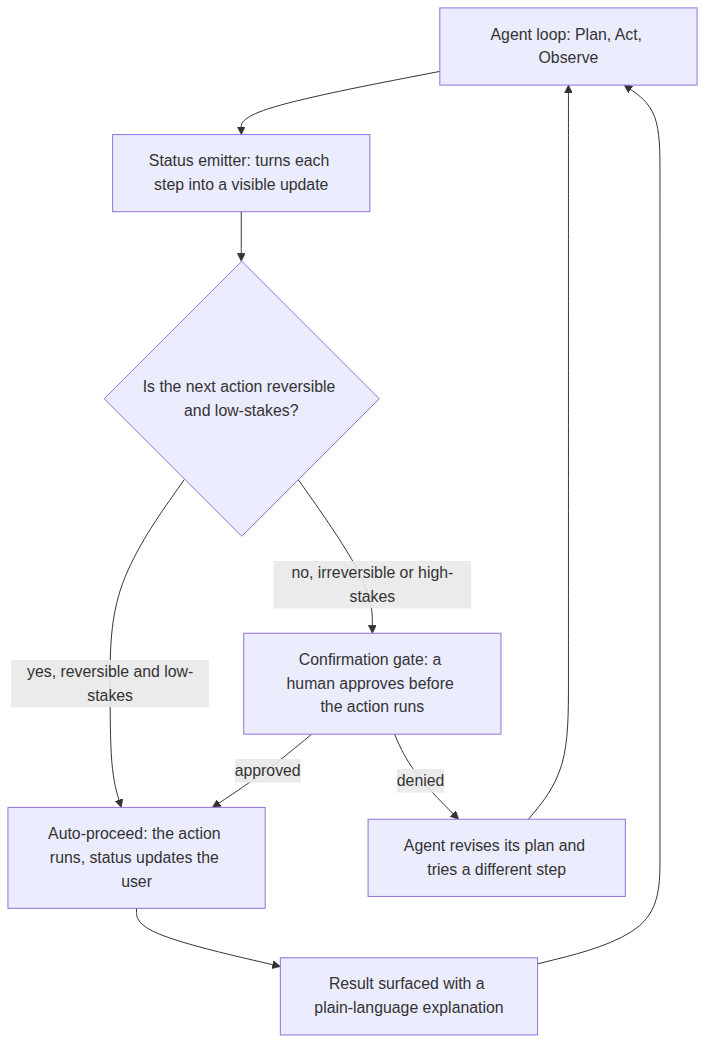 Agent loop: Plan, Act,
Observe
Status emitter: turns each
step into a visible update
Is the next action reversible
and low-stakes?
no, irreversible or high-
stakes
yes, reversible and low-
stakes
Confirmation gate: a
human approves before
the action runs
approved
denied
Auto-proceed: the action
runs, status updates the
user
Agent revises its plan and
tries a different step
Result surfaced with a
plain-language explanation